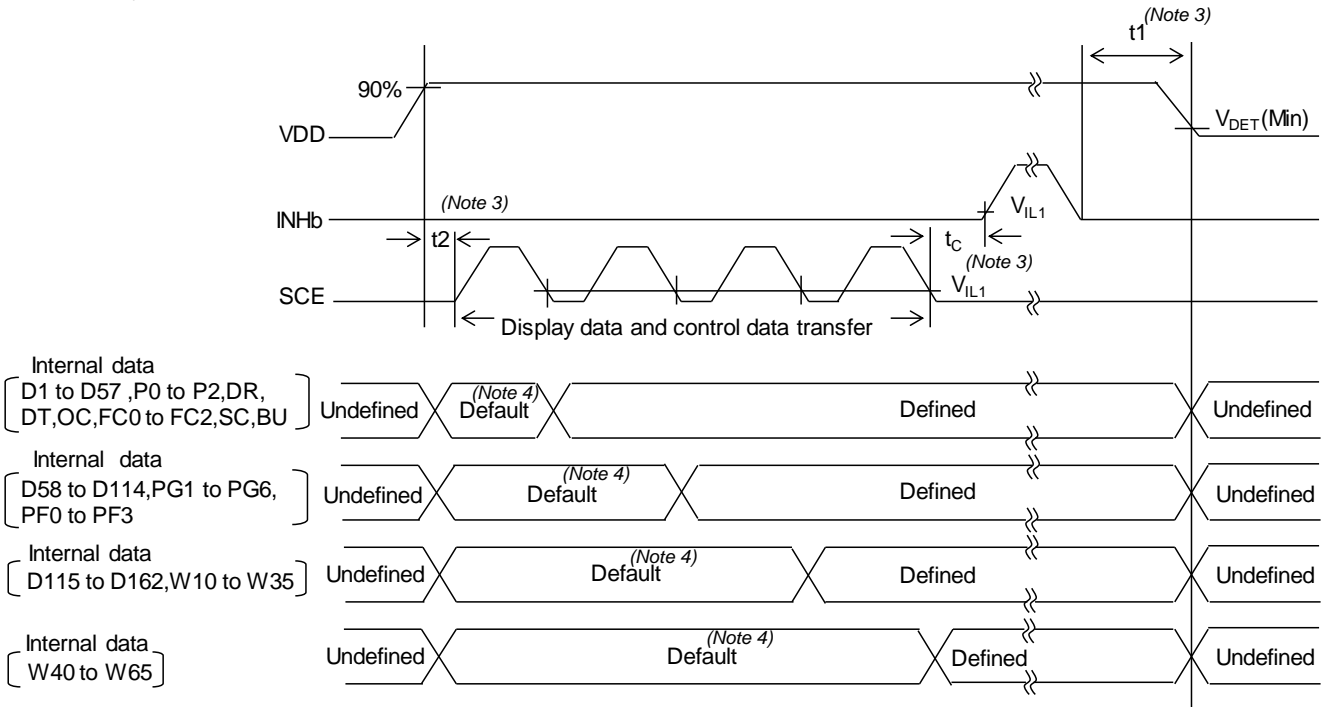 (Note 3)
t1
90%
VDD
VDET(Min)
(Note 3)
INHb
VIL1
t2
tC
(Note 3)
VIL1
SCE
Display data and control data transfer
Internal data
D1 to D57 ,P0 to P2,DR,
DT,OC,FC0 to FC2,SC,BU
Undefined
(Note 4)
Default
Defined
Undefined
Internal data
D58 to D114,PG1 to PG6,
PF0 to PF3
Undefined
(Note 4)
Default
Defined
Undefined
Internal data
D115 to D162,W10 to W35
Undefined
(Note 4)
Default
Defined
Undefined
Internal data
W40 to W65
Undefined
(Note 4)
Default
Defined
Undefined